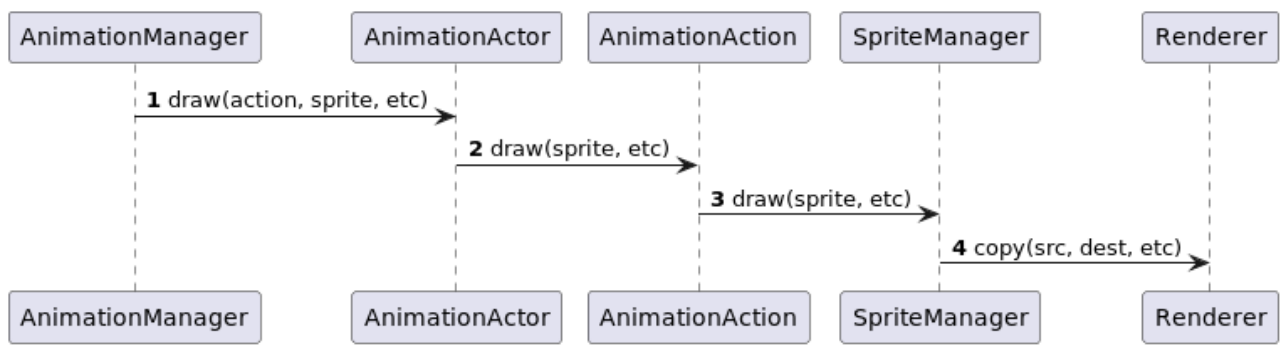 AnimationManager AnimationActor AnimationAction SpriteManager Renderer
1 draw(action, sprite, etc)
2 draw(sprite, etc)
3 draw(sprite, etc)
4 copy(src, dest, etc)
AnimationManager AnimationActor AnimationAction SpriteManager Renderer